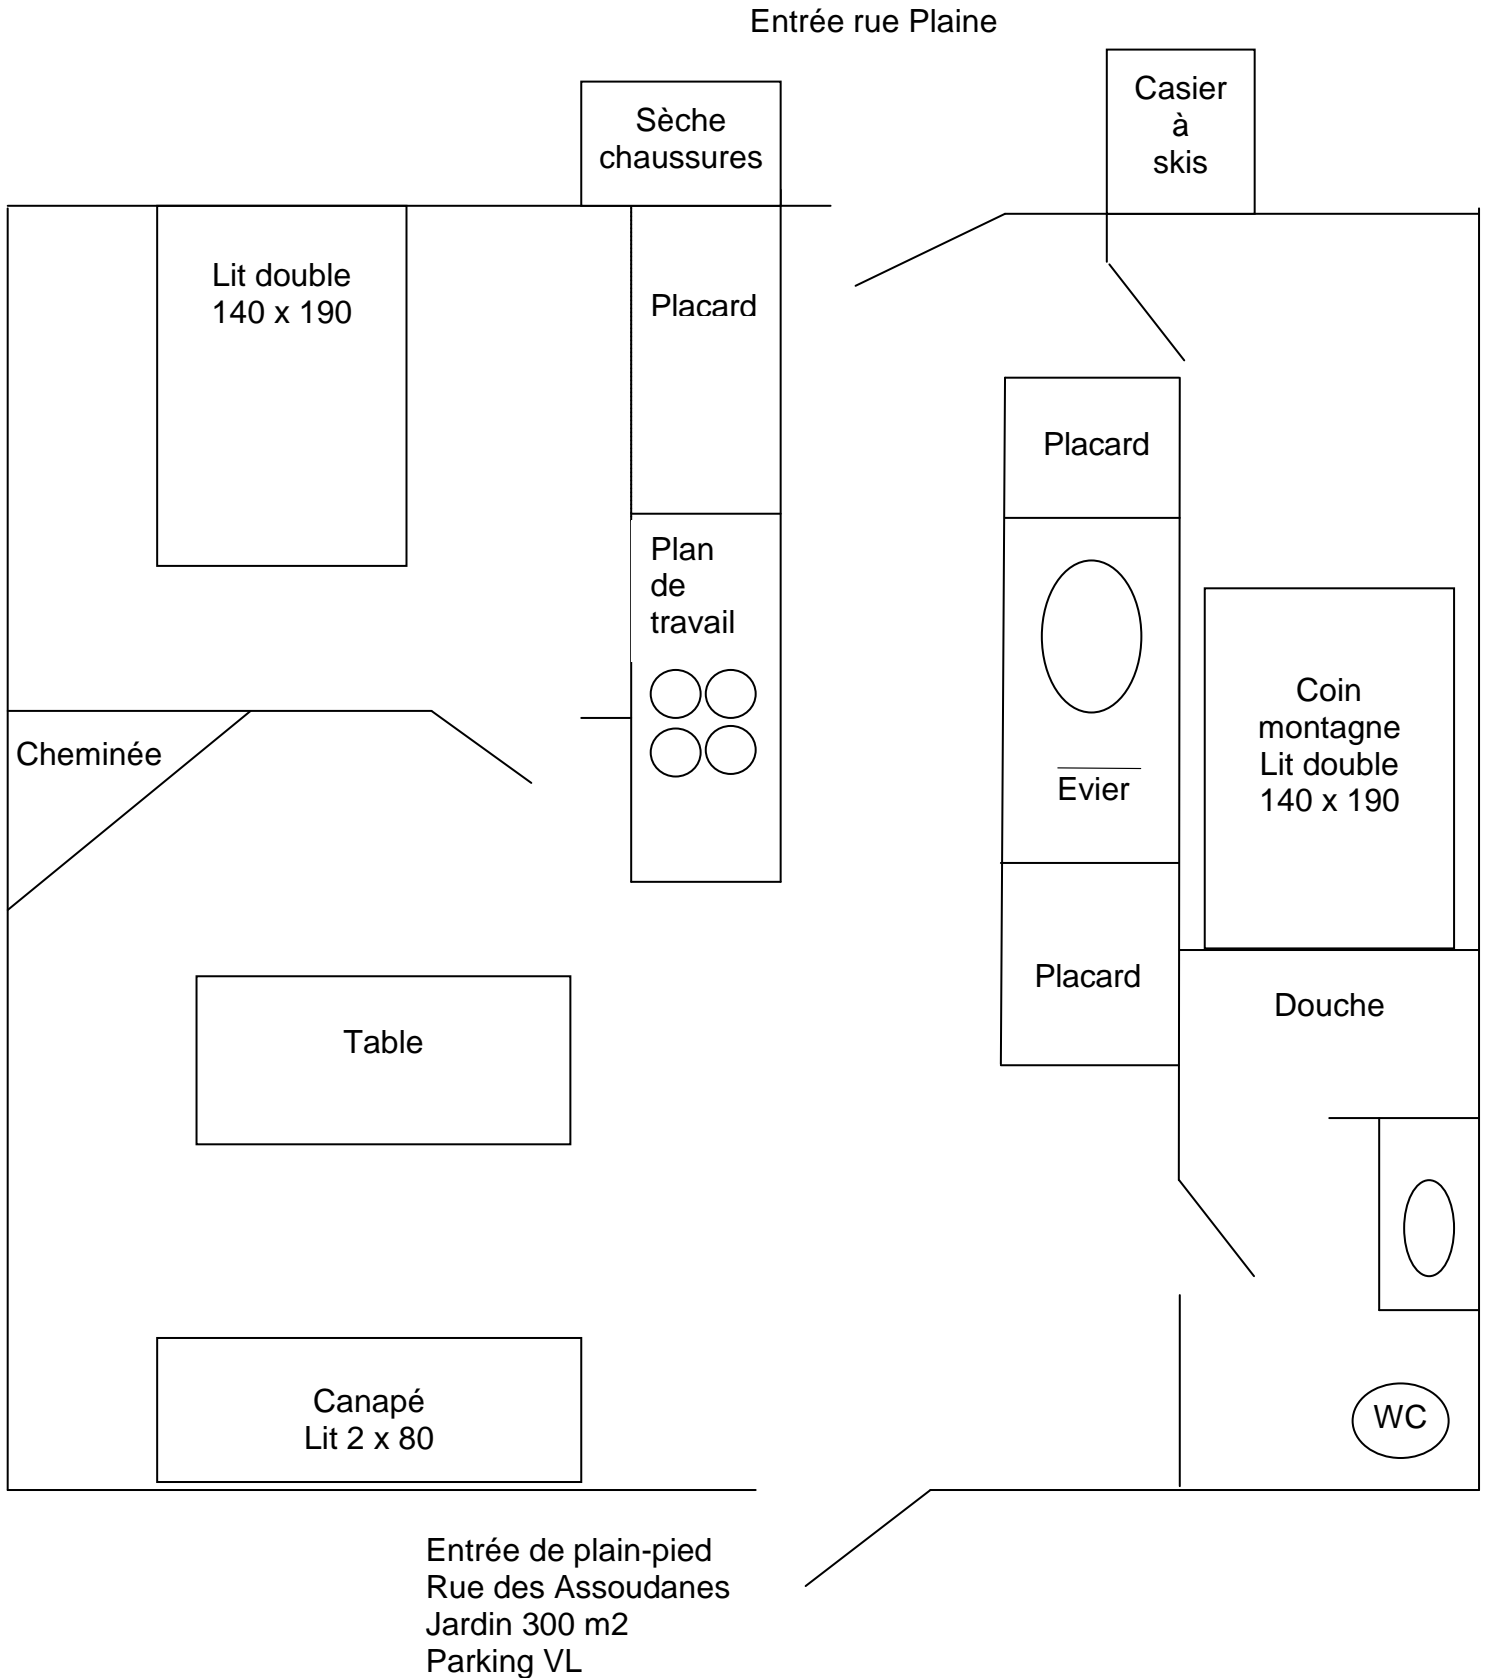 Entrée rue Plaine
Sèche
chaussures
Casier
à
skis
Lit double
140 x 190
Placard
Placard
Plan
de
travail
Evier
Coin
montagne
Lit double
140 x 190
Cheminée
Placard
Douche
Table
Canapé
Lit 2 x 80
WC
Entrée de plain-pied
Rue des Assoudanes
Jardin 300 m2
Parking VL